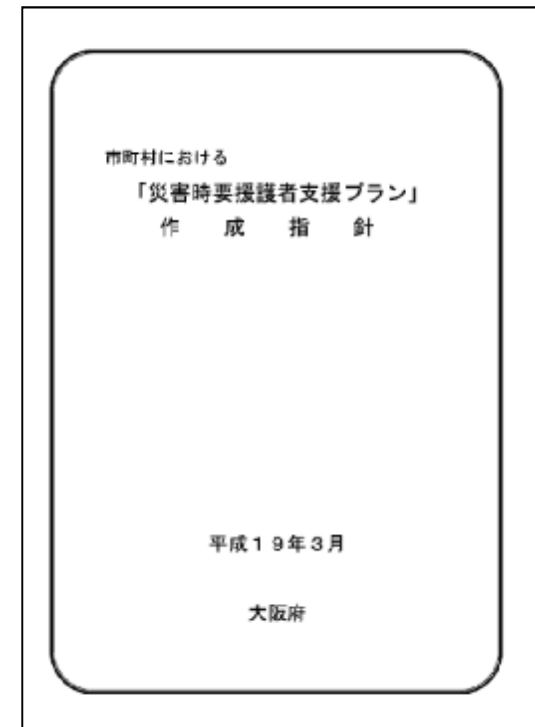 市町村における
「災害時要援護者支援プラン」
作 成 指 針
平成１９年３月
大阪府